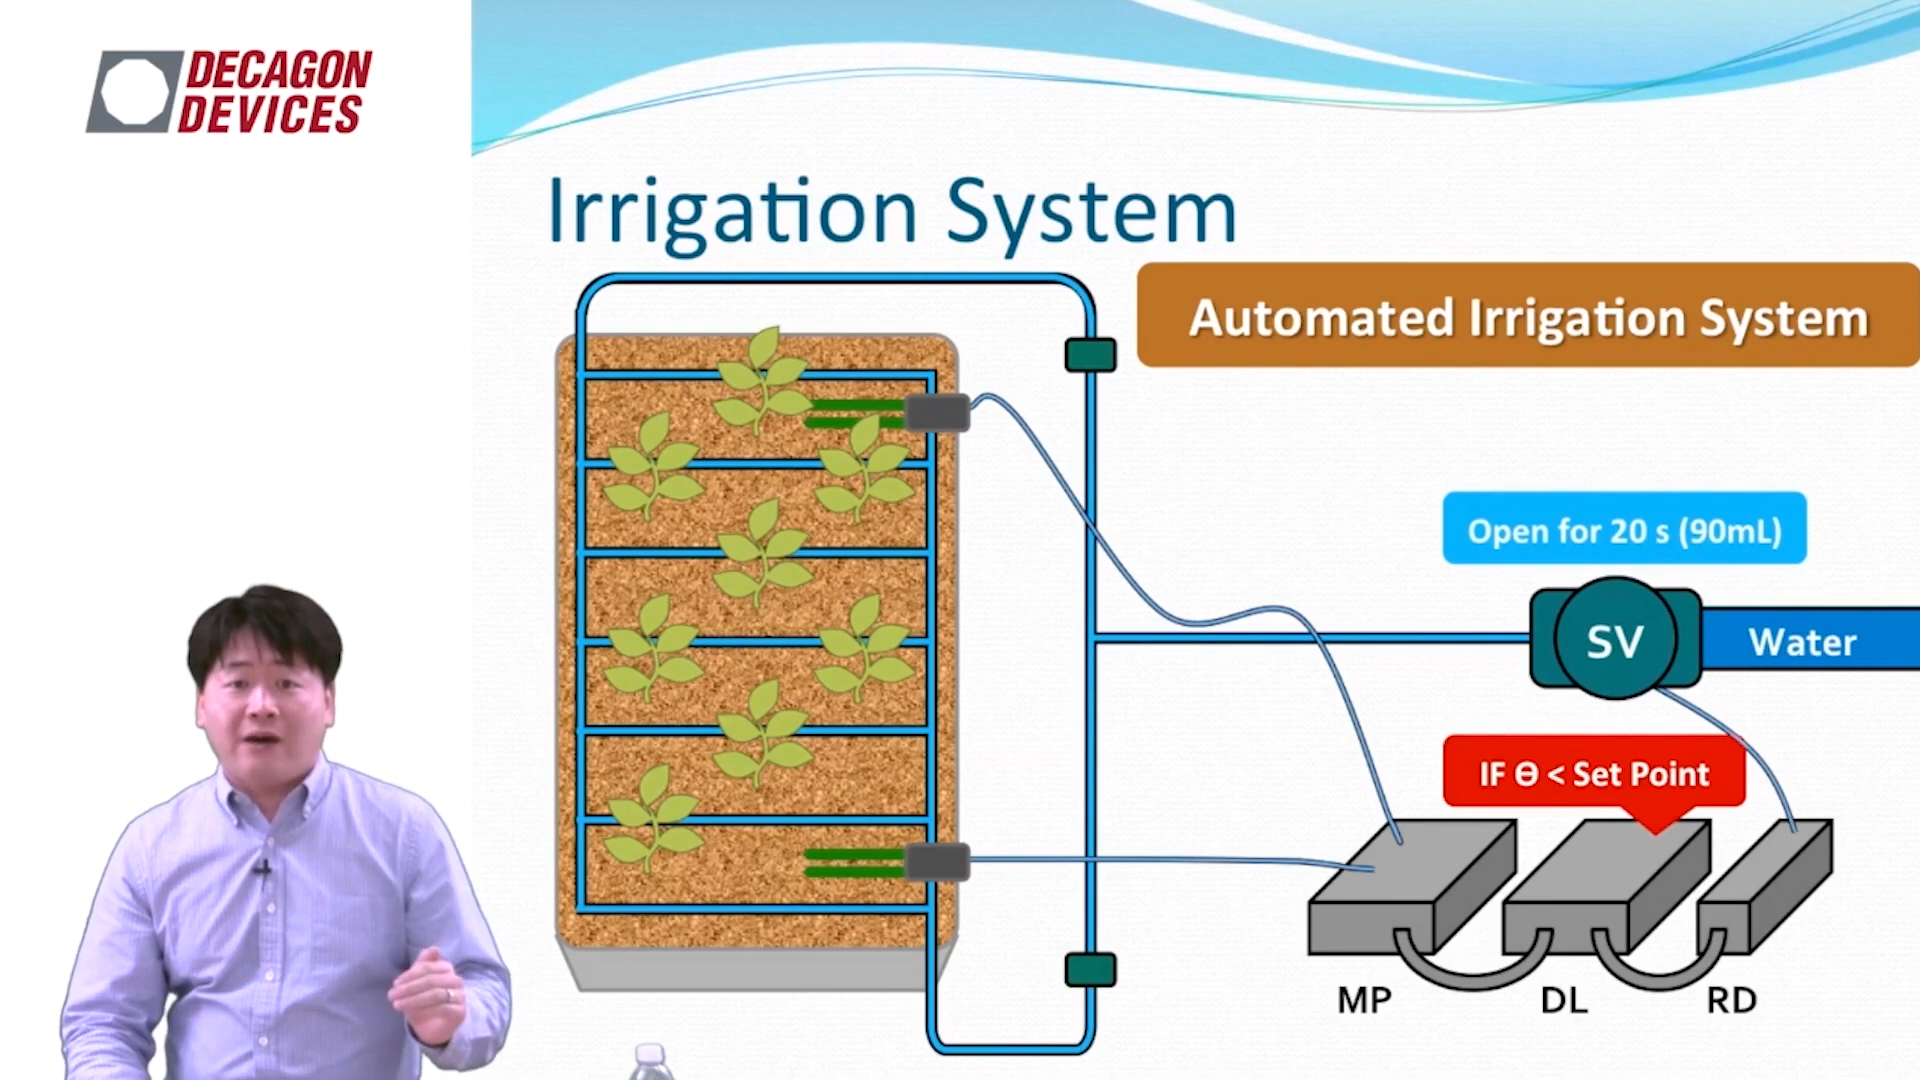 DECAGON
DEVICES
Irrigation System
Automated Irrigation System
Open for 20 s (90mL)
SV
Water
IF Θ < Set Point
MP
DL
RD